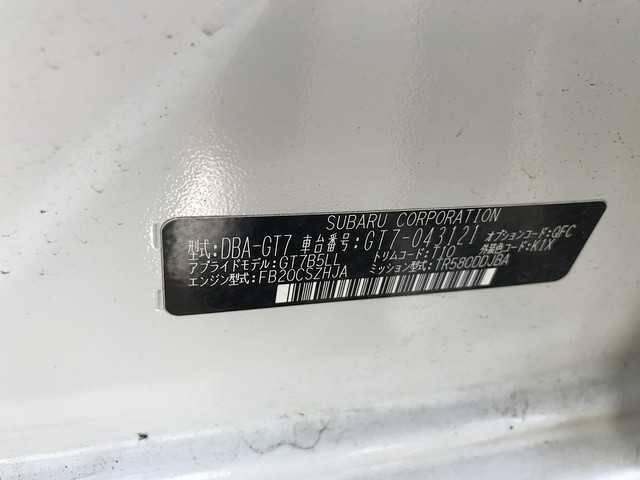 SUBARU CORPORATION
型式:DBA-GT7 車台番号:GT7-043121 オプションコード:QFC
アプライドモデル:GT7B5LL トリムコード: 外装色コード:K1X
エンジン型式:FB20CSZHJA ミッション型式:TR580DDJBA